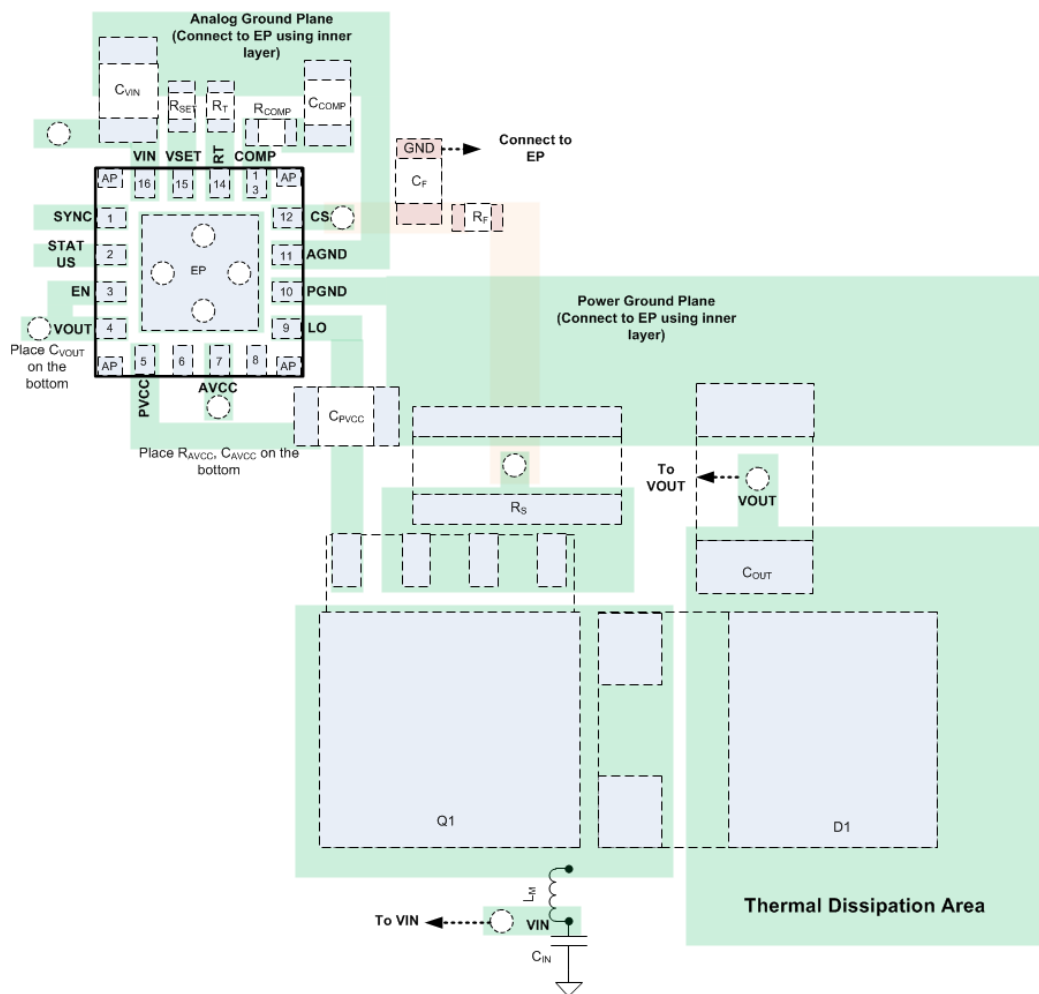 Analog Ground Plane
(Connect to EP using inner
layer)
CVIN
RSET
RT
RCOMP
CCOMP
VIN
VSET
RT
COMP
GND
Connect to
EP
CF
RF
AP
16
15
14
1
3
AP
SYNC
1
12
CS
STAT
US
2
EP
11
AGND
EN
3
10
PGND
VOUT
4
9
LO
Place CVOUT
on the
bottom
AP
5
6
7
8
AP
PVCC
AVCC
Power Ground Plane
(Connect to EP using inner
layer)
CPVCC
Place RAVCC, CAVCC on the
bottom
RS
To
VOUT
VOUT
COUT
Q1
D1
LM
To VIN
VIN
CIN
Thermal Dissipation Area